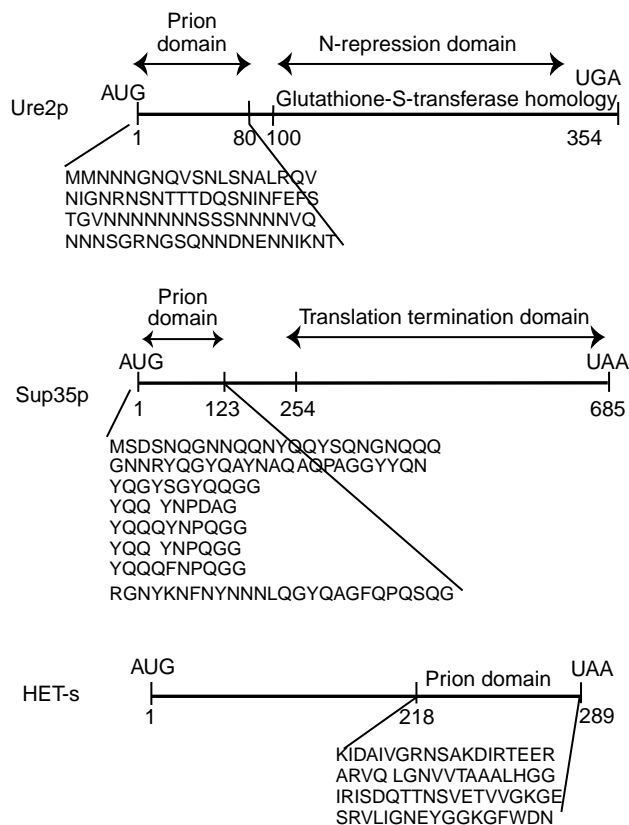 Prion
domain
N-repression domain
AUG
UGA
Ure2p
Glutathione-S-transferase homology
1
80
100
354
MMNNNGNQVSNLSNALRQV
NIGNRNSNTTTDQSNINFEFS
TGVNNNNNNNSSSNNNNVQ
NNNSGRNGSQNNDNENNIKNT
Prion
domain
Translation termination domain
AUG
UAA
Sup35p
1
123
254
685
MSDSNQGNNQQNYQQYSQNGNQQQ
GNNRYQGYQAYNAQAQPAGGYYQN
YQGYSGYQQGG
YQQ YNPDAG
YQQQYNPQGG
YQQ YNPQGG
YQQQFNPQGG
RGNYKNFNYNNNLQGYQAGFQPQSQG
AUG
Prion domain
UAA
HET-s
1
218
289
KIDAIVGRNSAKDIRTEER
ARVQ LGNVVTAAALHGG
IRISDQTTNSVETVVGKGE
SRVLIGNEYGGKGFWDN